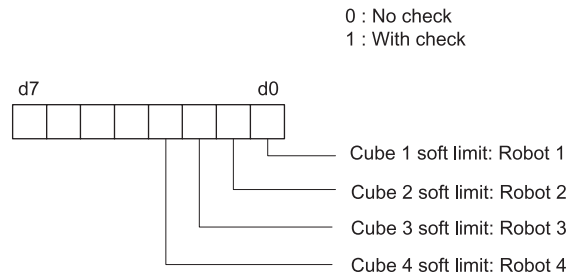 0 : No check
1 : With check
d7 d0
Cube 1 soft limit: Robot 1
Cube 2 soft limit: Robot 2
Cube 3 soft limit: Robot 3
Cube 4 soft limit: Robot 4